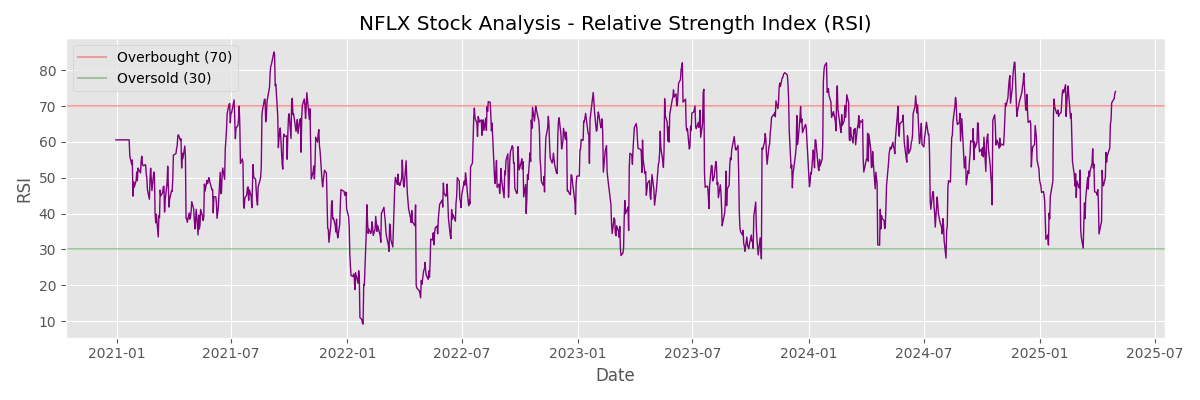 NFLX Stock Analysis - Relative Strength Index (RSI)
Overbought (70)
Oversold (30)
RSI
80
70
60
50
40
30
20
10
2021-01 2021-07 2022-01 2022-07 2023-01 2023-07 2024-01 2024-07 2025-01 2025-07
Date